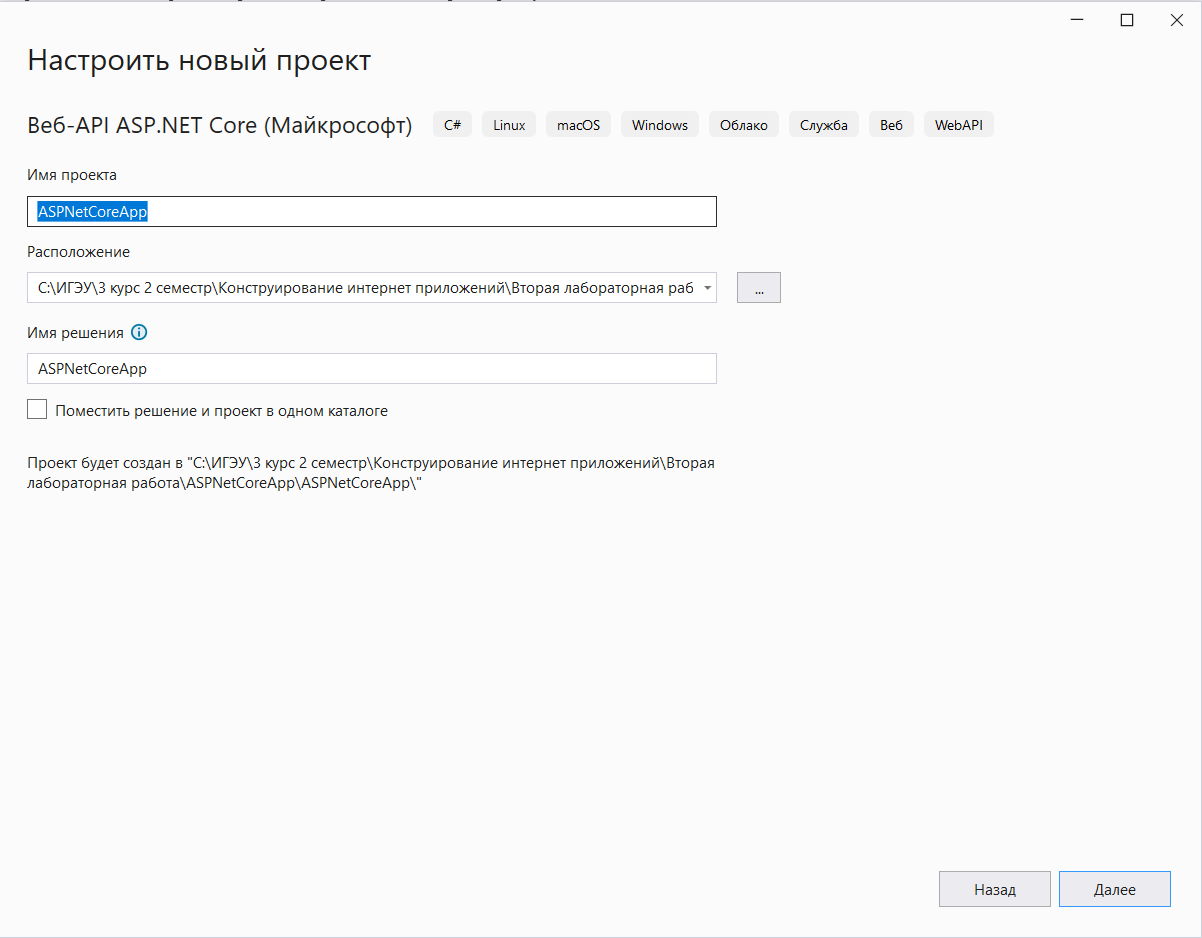 Настроить новый проект
Веб-API ASP.NET Core (Майкрософт) C# Linux macOS Windows Облако Служба Веб WebAPI
Имя проекта
ASPNetCoreApp
Расположение
C:\ИГЭУ\3 курс 2 семестр\Конструирование интернет приложений\Вторая лабораторная раб
...
Имя решения
ASPNetCoreApp
Поместить решение и проект в одном каталоге
Проект будет создан в "C:\ИГЭУ\3 курс 2 семестр\Конструирование интернет приложений\Вторая
лабораторная работа\ASPNetCoreApp\ASPNetCoreApp\"
Назад Далее